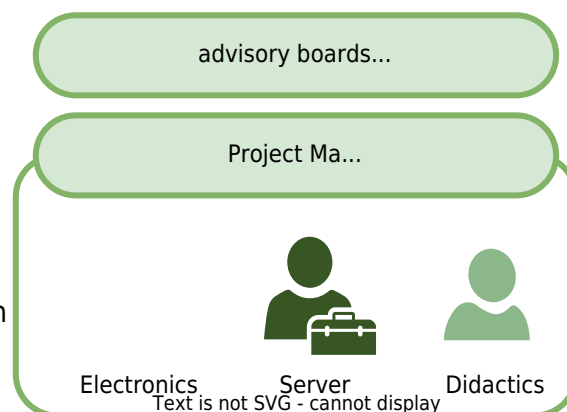 advisory boards...
Project Ma...
n
Electronics Server Didactics
Text is not SVG - cannot display